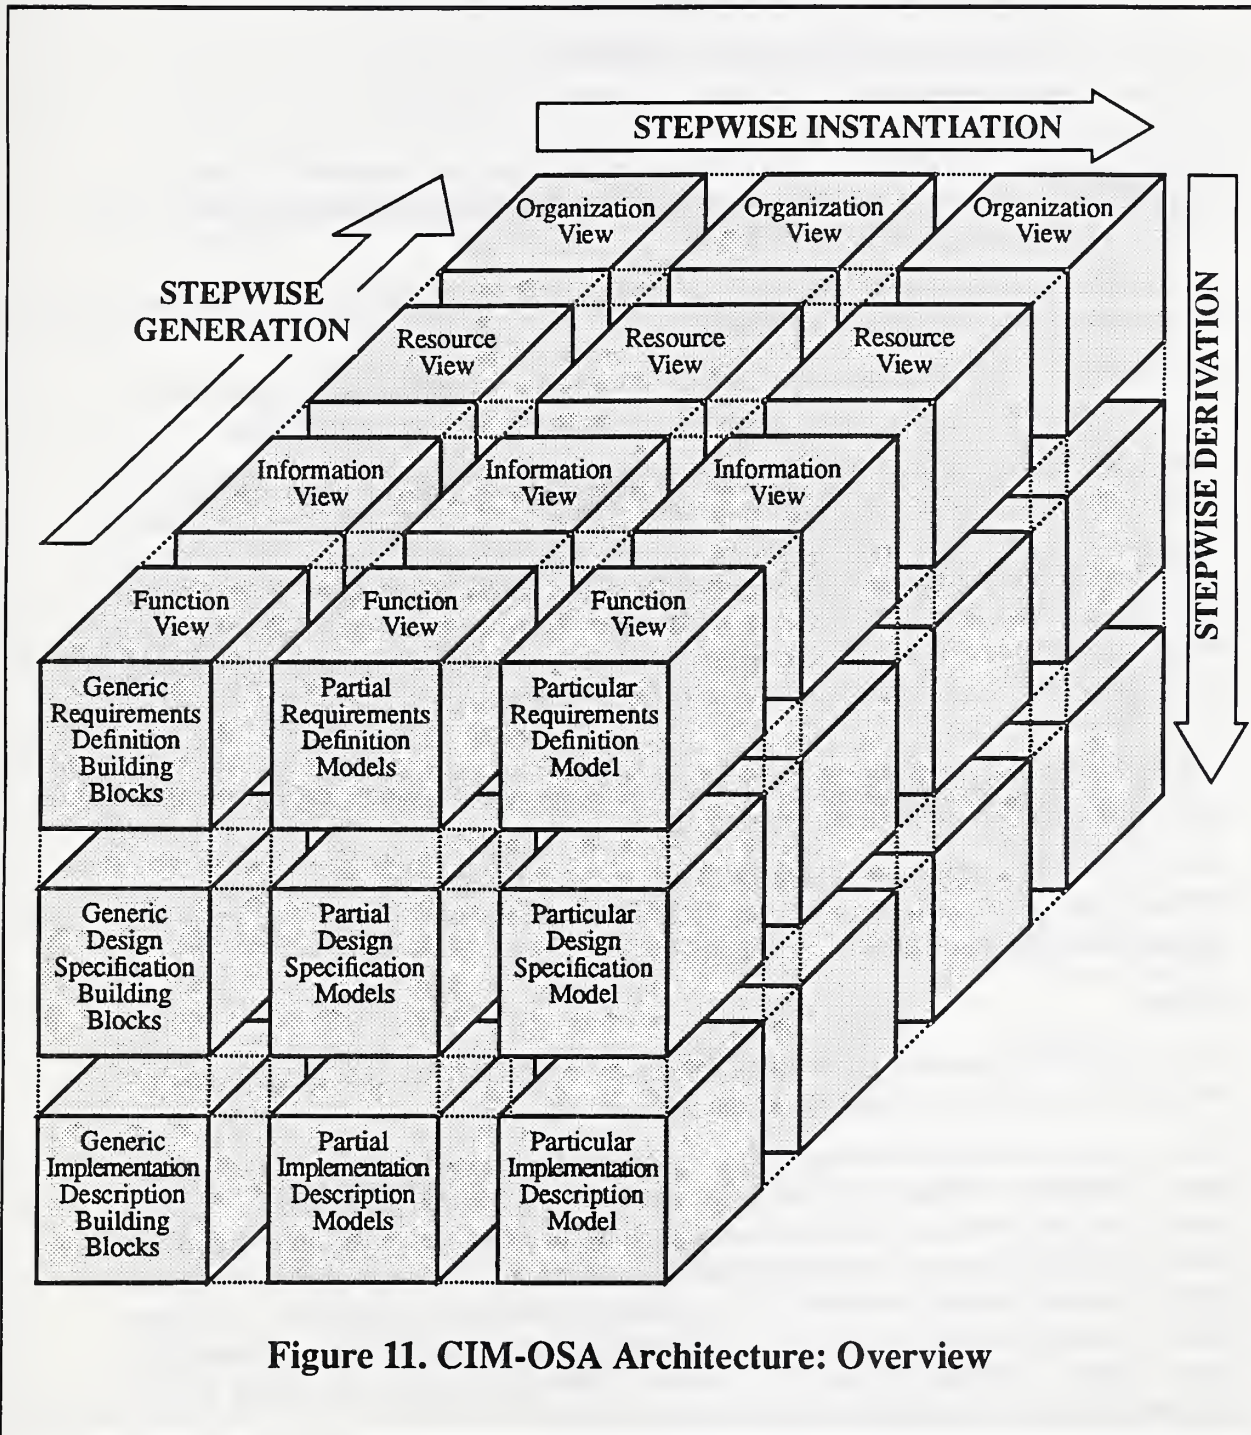 STEPWISE INSTANTIATION
Organization
View
Organization
View
Organization
View
STEPWISE
GENERATION
STEPWISE DERIVATION
Resource
View
Resource
View
Resource
View
Information
View
Information
View
Information
View
Function
View
Function
View
Function
View
Generic
Requirements
Definition
Building
Blocks
Partial
Requirements
Definition
Models
Particular
Requirements
Definition
Model
Generic
Design
Specification
Building
Blocks
Partial
Design
Specification
Models
Particular
Design
Specification
Model
Generic
Implementation
Description
Building
Blocks
Partial
Implementation
Description
Models
Particular
Implementation
Description
Model
Figure 11. CIM-OSA Architecture: Overview